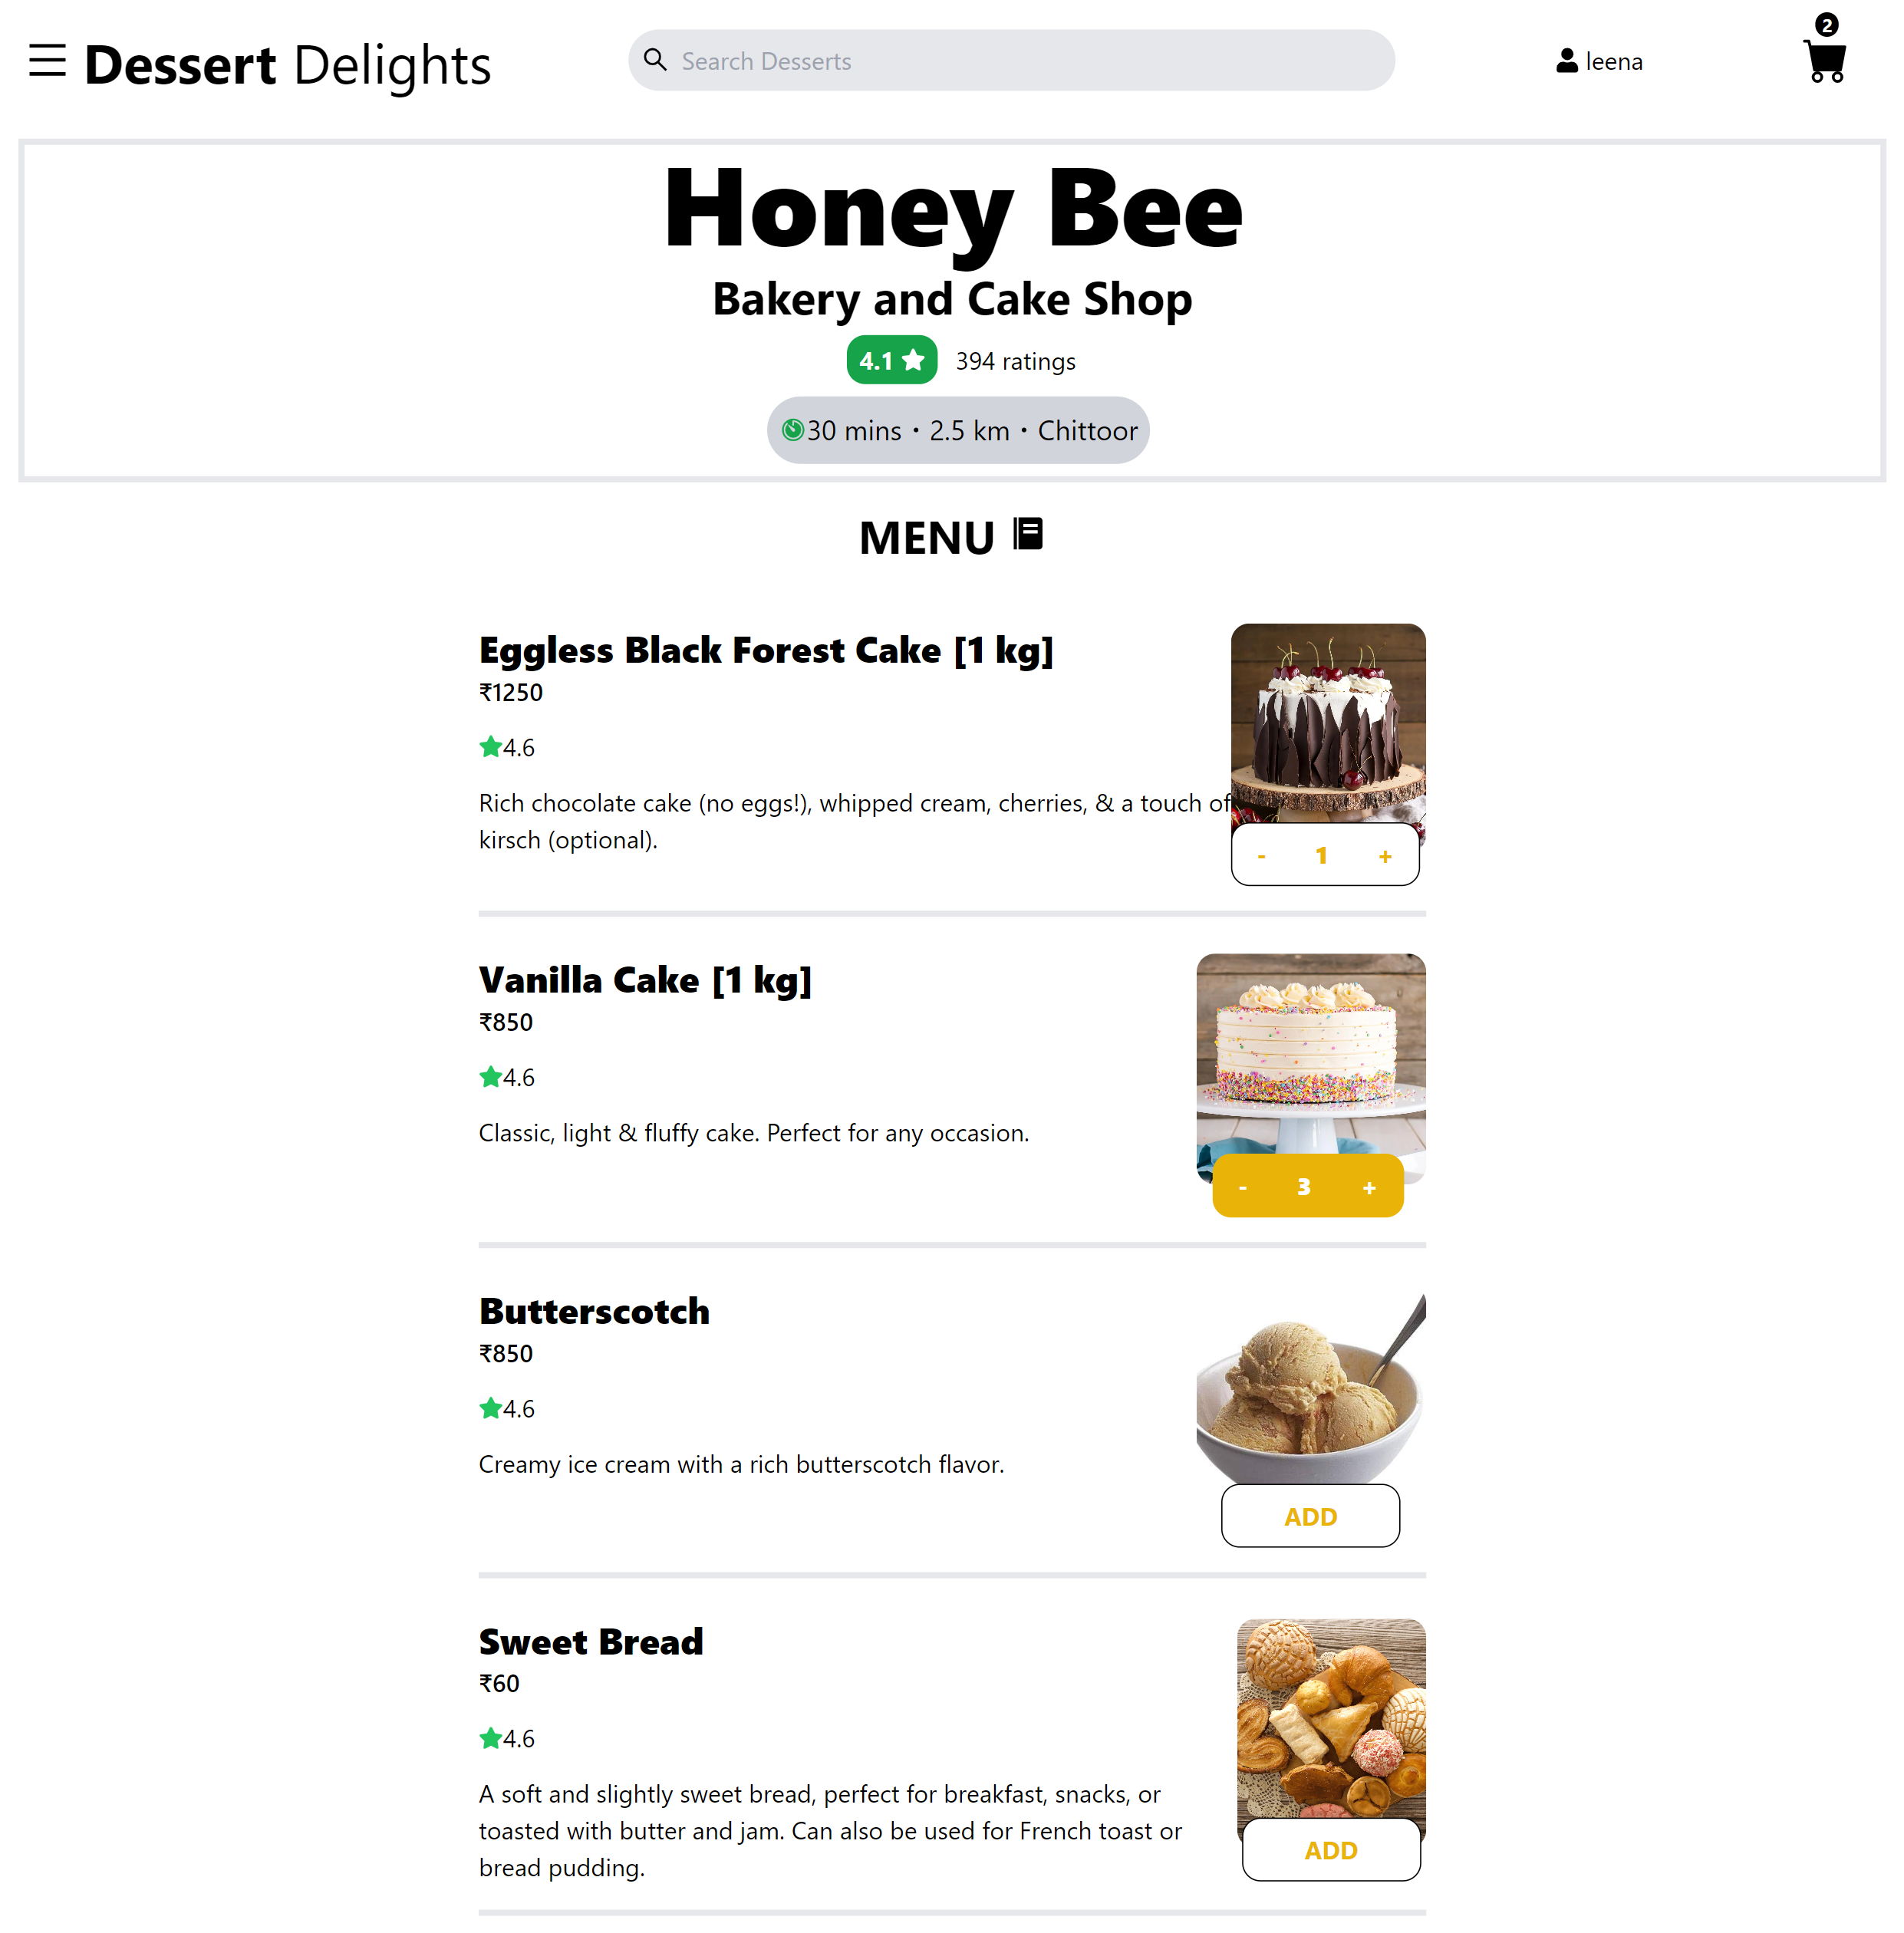 Dessert Delights
Search Desserts
leena
2
Honey Bee
Bakery and Cake Shop
4.1
394 ratings
30 mins • 2.5 km • Chittoor
MENU
Eggless Black Forest Cake [1 kg]
₹1250
4.6
Rich chocolate cake (no eggs!), whipped cream, cherries, & a touch of
kirsch (optional).
- 1 +
Vanilla Cake [1 kg]
₹850
4.6
Classic, light & fluffy cake. Perfect for any occasion.
- 3 +
Butterscotch
₹850
4.6
Creamy ice cream with a rich butterscotch flavor.
ADD
Sweet Bread
₹60
4.6
A soft and slightly sweet bread, perfect for breakfast, snacks, or
toasted with butter and jam. Can also be used for French toast or
bread pudding.
ADD